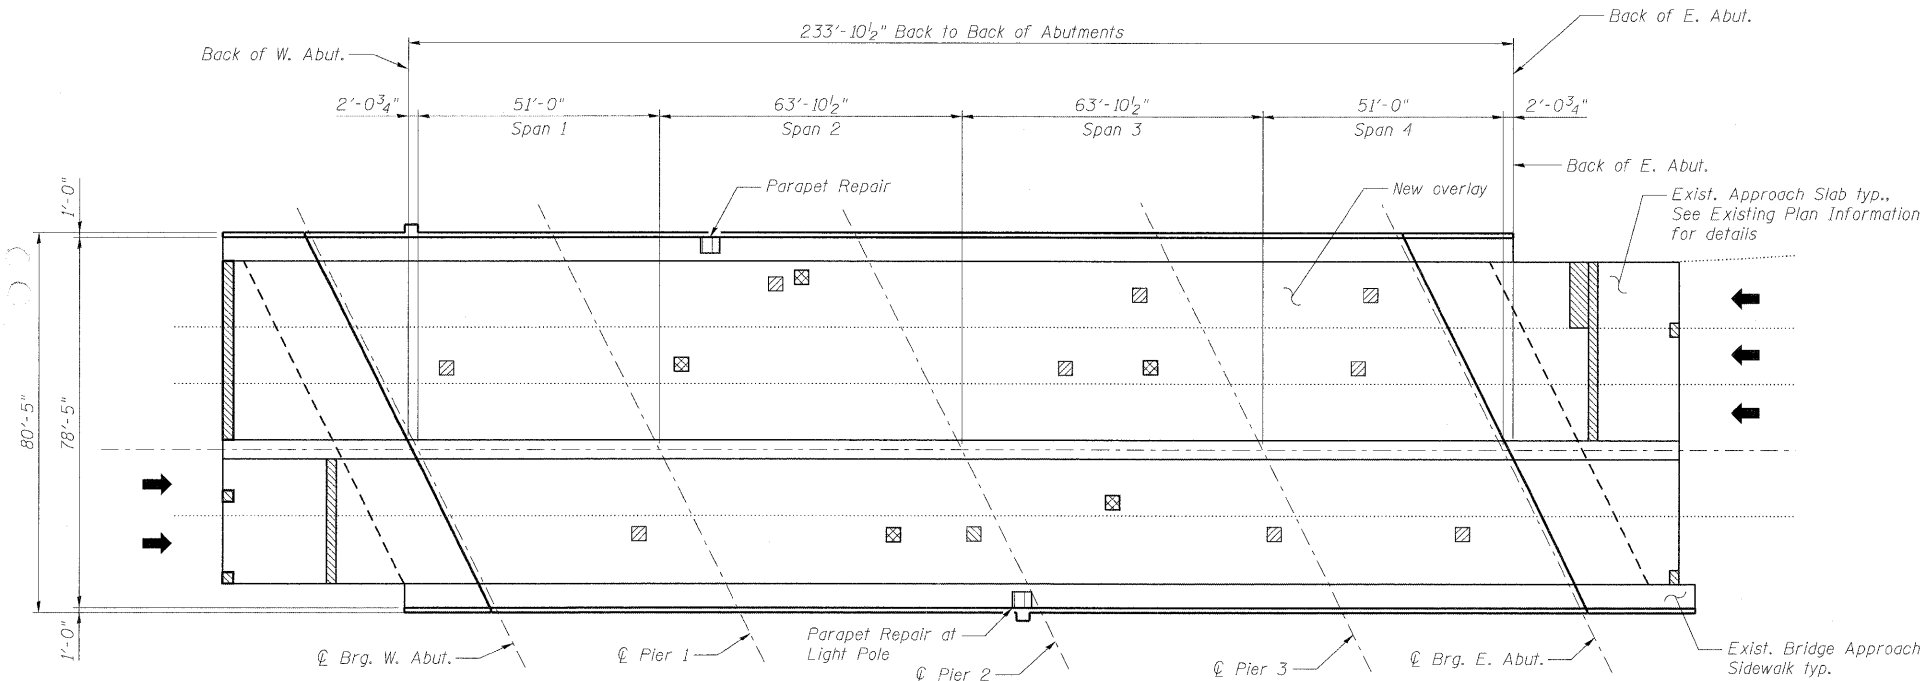 233'-10½" Back to Back of Abutments
Back of E. Abut.
Back of W. Abut.
2'-0¾"
51'-0"
63'-10½"
63'-10½"
51'-0"
2'-0¾"
Span 1
Span 2
Span 3
Span 4
Back of E. Abut.
1'-0"
Parapet Repair
New overlay
Exist. Approach Slab typ.,
See Existing Plan Information
for details
80'-5"
78'-5"
1'-0"
℄ Brg. W. Abut.
℄ Pier 1
Parapet Repair at
Light Pole
℄ Pier 2
℄ Pier 3
℄ Brg. E. Abut.
Exist. Bridge Approach
Sidewalk typ.